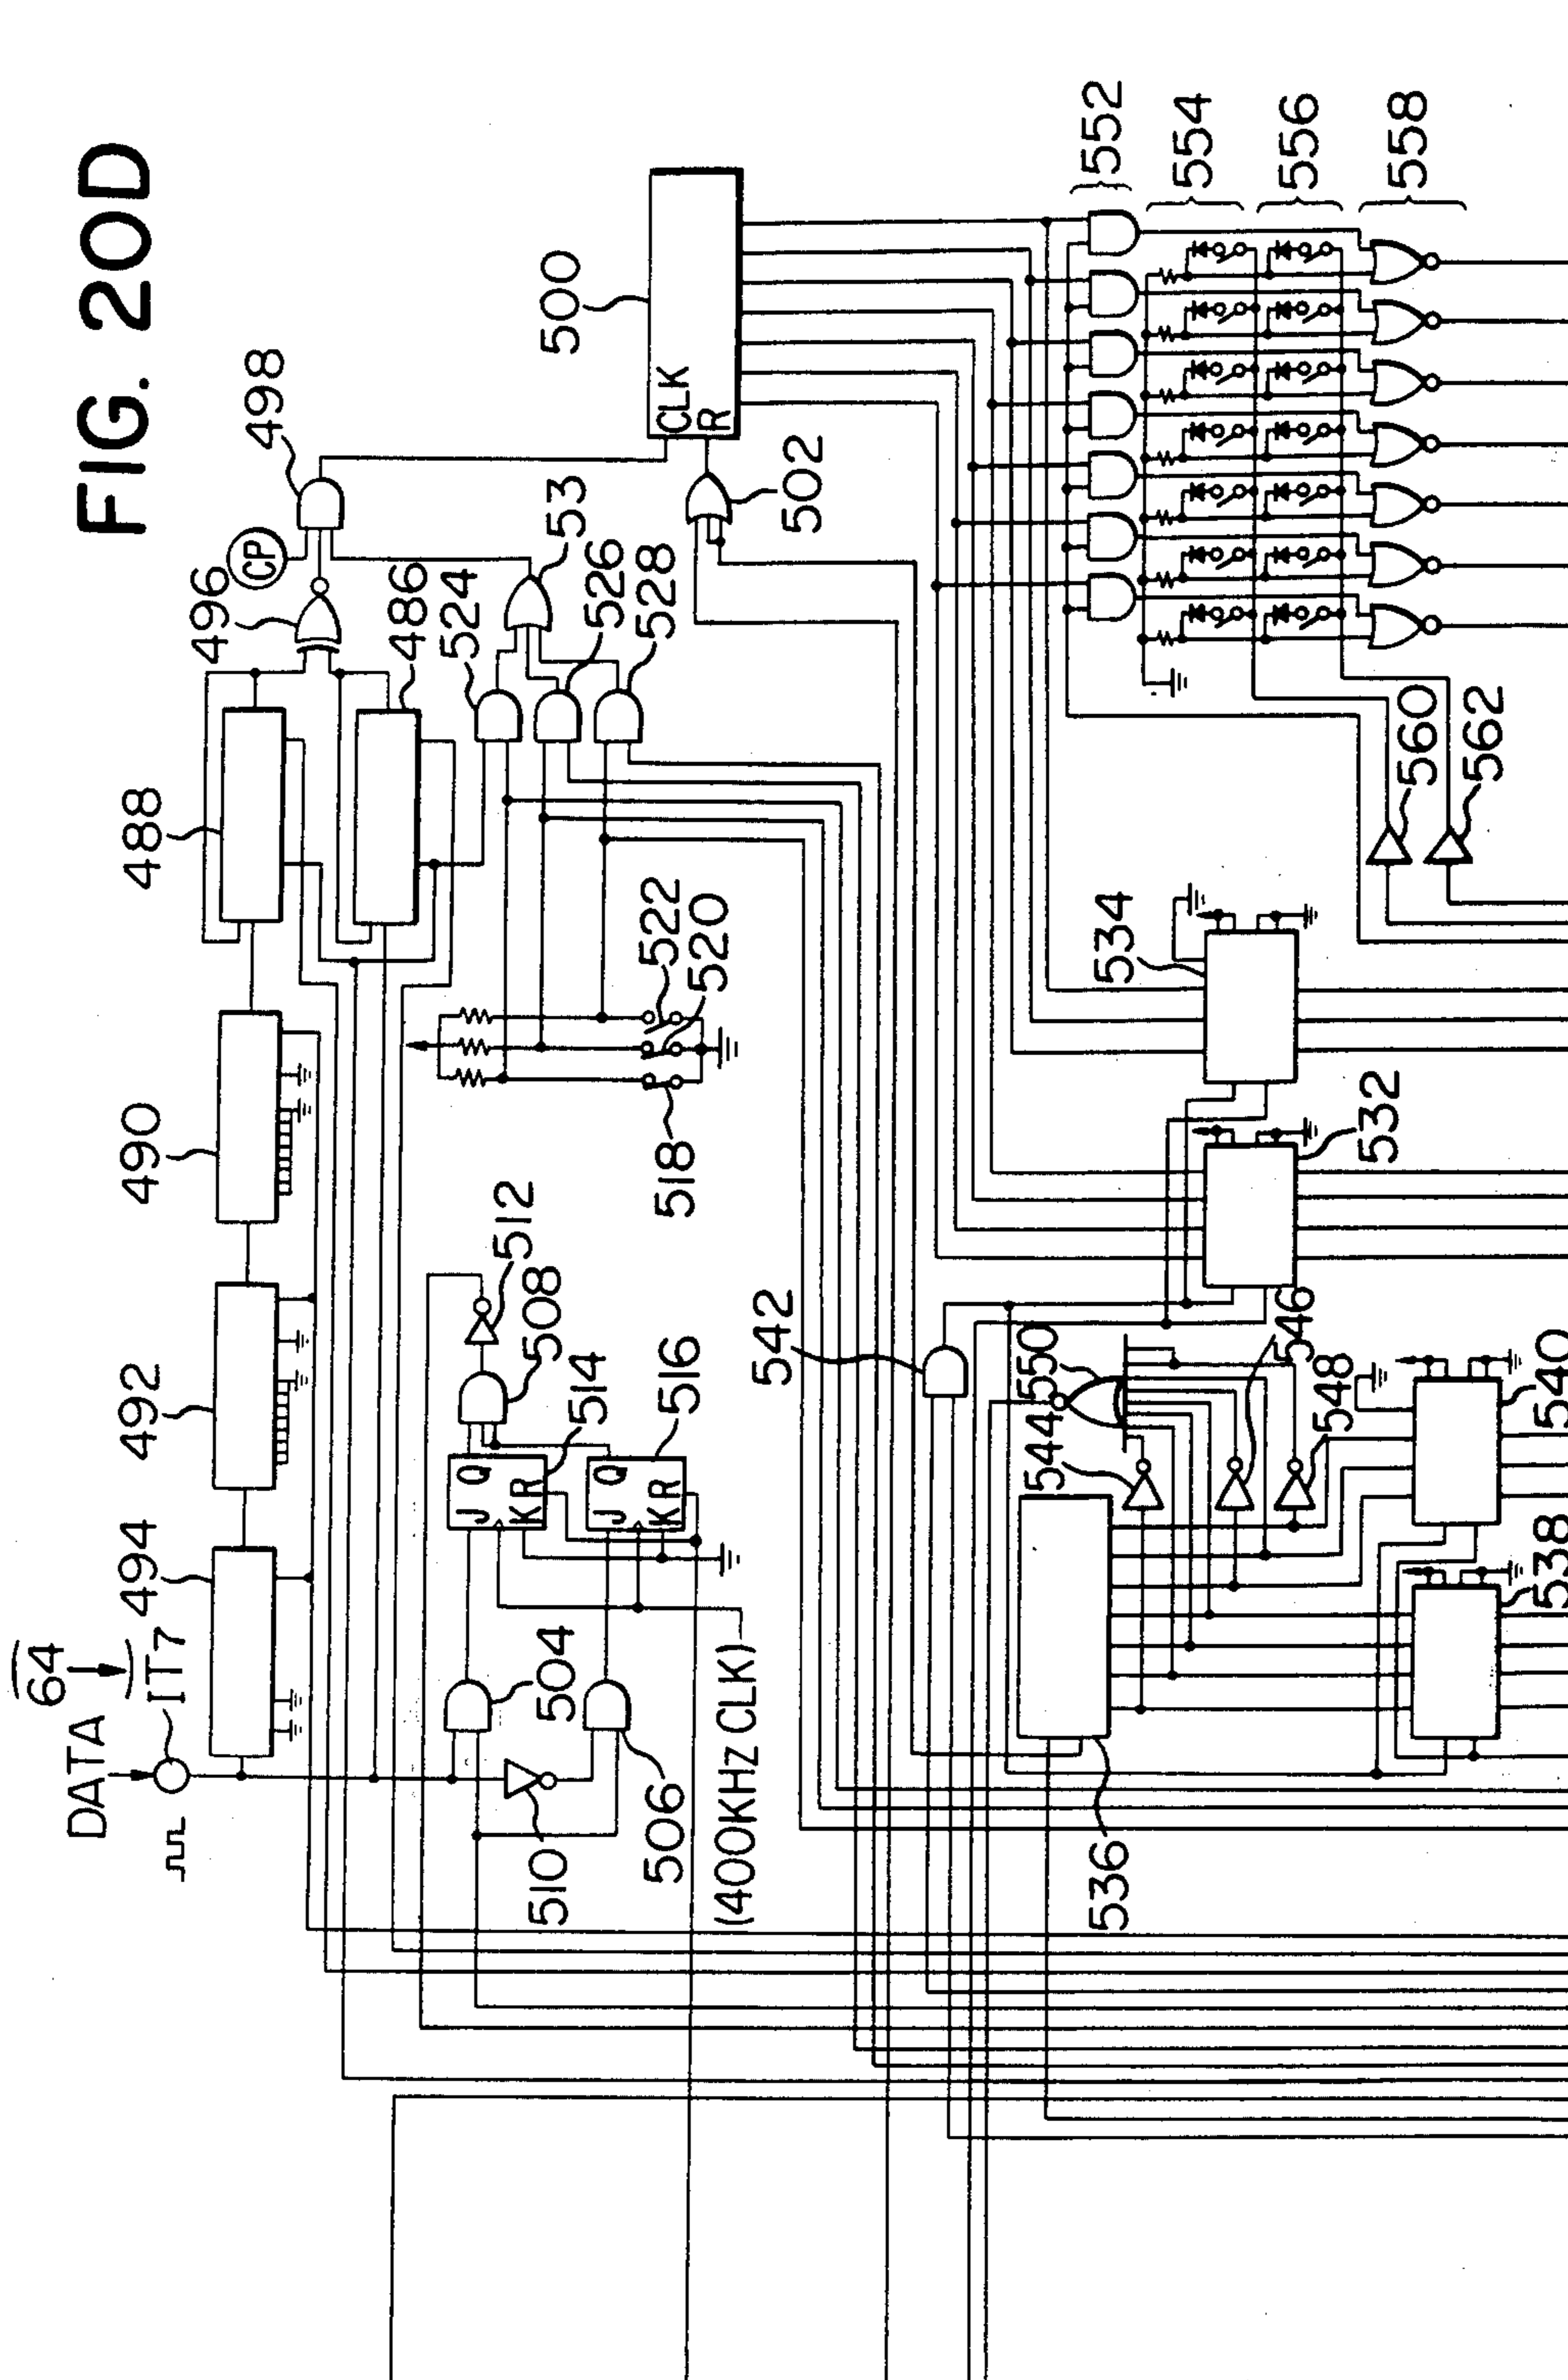 FIG. 20D
DATA
64
IT7
494
492
490
488
496
CP
498
486
524
53
526
528
500
CLK
R
502
504
510
506
(400KHZ CLK)
J
Q
K
R
514
J
Q
K
R
516
508
512
518
520
522
542
532
534
536
544
550
546
548
538
540
552
554
556
558
560
562